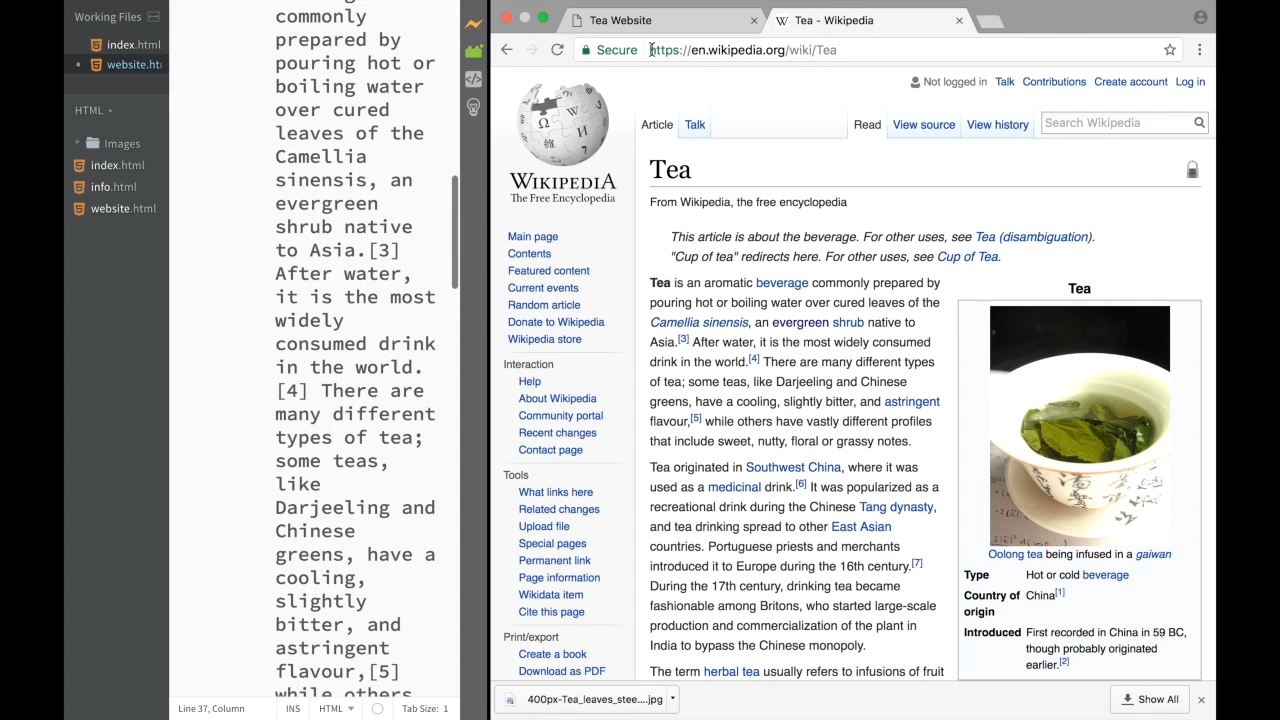 Working Files
index.html
website.ht
HTML
Images
index.html
info.html
website.html
commonly
prepared by
pouring hot or
boiling water
over cured
leaves of the
Camellia
sinensis, an
evergreen
shrub native
to Asia.[3]
After water,
it is the most
widely
consumed drink
in the world.
[4] There are
many different
types of tea;
some teas,
like
Darjeeling and
Chinese
greens, have a
cooling,
slightly
bitter, and
astringent
flavour,[5]
while others
Line 37, Column
INS
HTML
Tab Size: 1
Tea Website
Tea - Wikipedia
Secure
https://en.wikipedia.org/wiki/Tea
Not logged in Talk Contributions Create account Log in
Article Talk
Read View source View history
Search Wikipedia
WIKIPEDIA
The Free Encyclopedia
Main page
Contents
Featured content
Current events
Random article
Donate to Wikipedia
Wikipedia store
Interaction
Help
About Wikipedia
Community portal
Recent changes
Contact page
Tools
What links here
Related changes
Upload file
Special pages
Permanent link
Page information
Wikidata item
Cite this page
Print/export
Create a book
Download as PDF
Tea
From Wikipedia, the free encyclopedia
This article is about the beverage. For other uses, see Tea (disambiguation).
"Cup of tea" redirects here. For other uses, see Cup of Tea.
Tea is an aromatic beverage commonly prepared by
pouring hot or boiling water over cured leaves of the
Camellia sinensis, an evergreen shrub native to
Asia.[3] After water, it is the most widely consumed
drink in the world.[4] There are many different types
of tea; some teas, like Darjeeling and Chinese
greens, have a cooling, slightly bitter, and astringent
flavour,[5] while others have vastly different profiles
that include sweet, nutty, floral or grassy notes.
Tea originated in Southwest China, where it was
used as a medicinal drink.[6] It was popularized as a
recreational drink during the Chinese Tang dynasty,
and tea drinking spread to other East Asian
countries. Portuguese priests and merchants
introduced it to Europe during the 16th century.[7]
During the 17th century, drinking tea became
fashionable among Britons, who started large-scale
production and commercialization of the plant in
India to bypass the Chinese monopoly.
The term herbal tea usually refers to infusions of fruit
Tea
Oolong tea being infused in a gaiwan
Type Hot or cold beverage
Country of origin China[1]
Introduced First recorded in China in 59 BC,
though probably originated
earlier.[2]
400px-Tea_leaves_stee....jpg
Show All